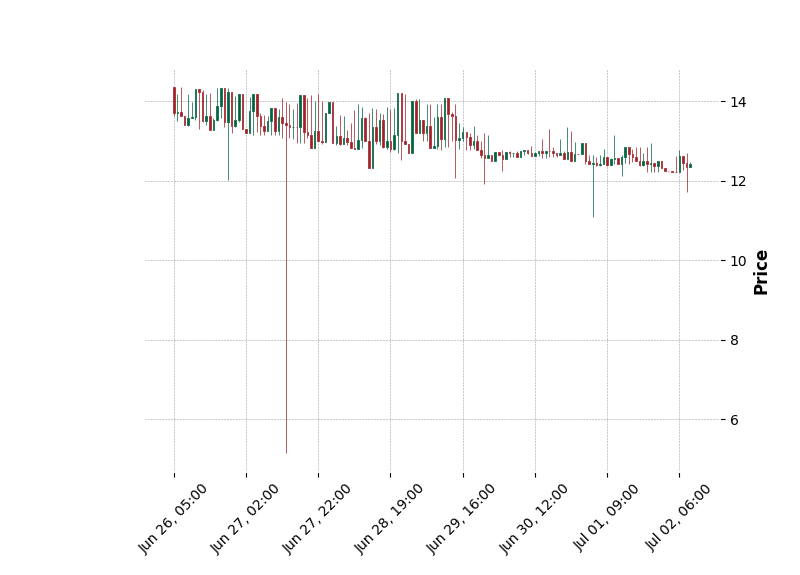 14
12
10
8
6
Price
Jun 26, 05:00
Jun 27, 02:00
Jun 27, 22:00
Jun 28, 19:00
Jun 29, 16:00
Jun 30, 12:00
Jul 01, 09:00
Jul 02, 06:00